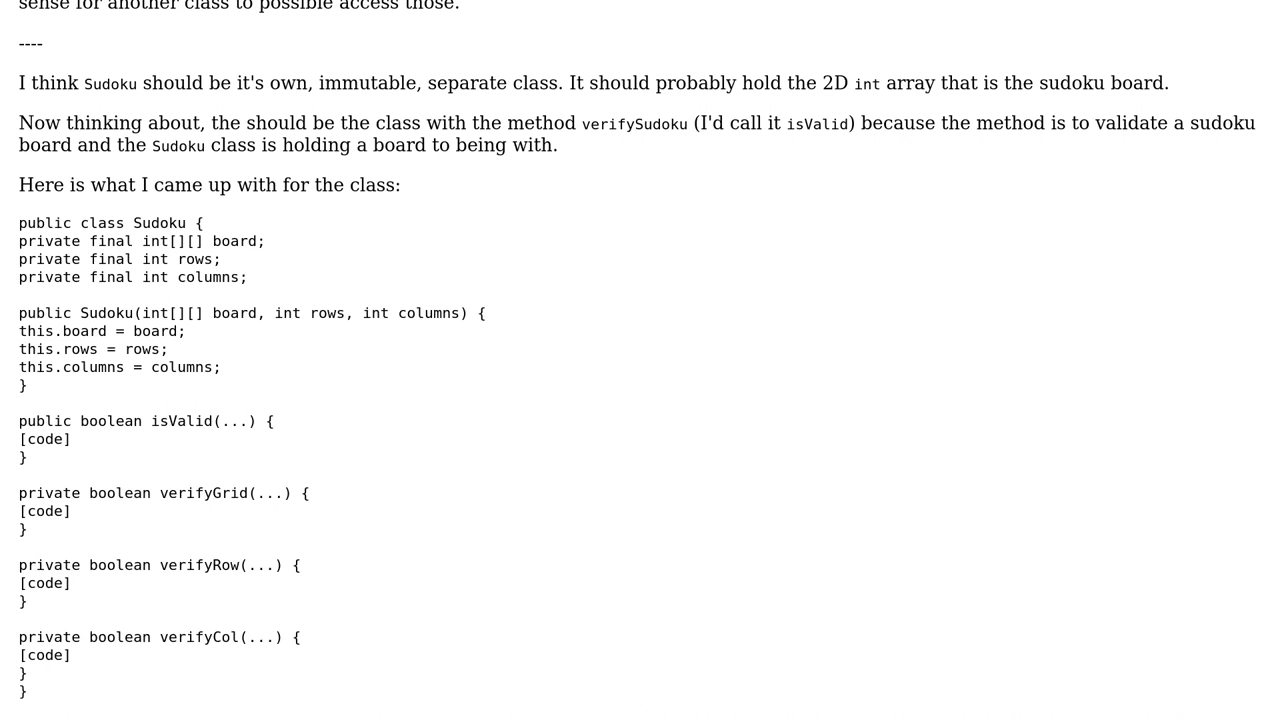 sense for another class to possible access those.
----
I think Sudoku should be it's own, immutable, separate class. It should probably hold the 2D int array that is the sudoku board.
Now thinking about, the should be the class with the method verifySudoku (I'd call it isValid) because the method is to validate a sudoku
board and the Sudoku class is holding a board to being with.
Here is what I came up with for the class:
public class Sudoku {
private final int[][] board;
private final int rows;
private final int columns;
public Sudoku(int[][] board, int rows, int columns) {
this.board = board;
this.rows = rows;
this.columns = columns;
}
public boolean isValid(...) {
[code]
}
private boolean verifyGrid(...) {
[code]
}
private boolean verifyRow(...) {
[code]
}
private boolean verifyCol(...) {
[code]
}
}